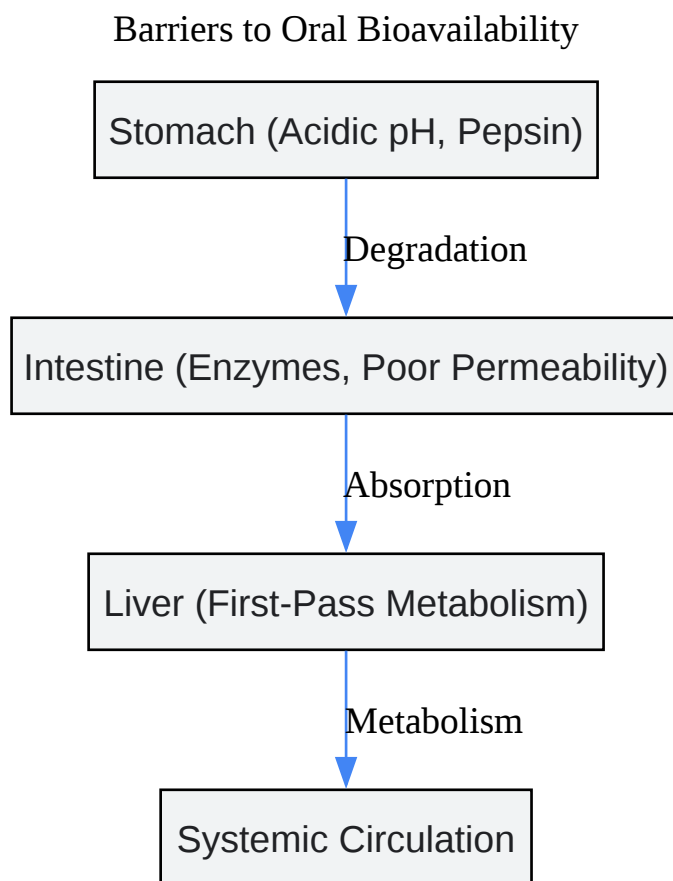 Barriers to Oral Bioavailability
Stomach (Acidic pH, Pepsin)
Degradation
Intestine (Enzymes, Poor Permeability)
Absorption
Liver (First-Pass Metabolism)
Metabolism
Systemic Circulation